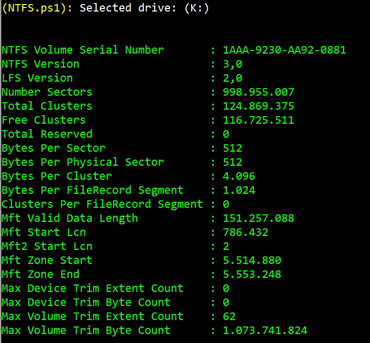 (NTFS.ps1): Selected drive: (K:)
NTFS Volume Serial Number : 1AAA-9230-AA92-0881
NTFS Version : 3,0
LFS Version : 2,0
Number Sectors : 998.955.007
Total Clusters : 124.869.375
Free Clusters : 116.725.511
Total Reserved : 0
Bytes Per Sector : 512
Bytes Per Physical Sector : 512
Bytes Per Cluster : 4.096
Bytes Per FileRecord Segment : 1.024
Clusters Per FileRecord Segment : 0
Mft Valid Data Length : 151.257.088
Mft Start Lcn : 786.432
Mft2 Start Lcn : 2
Mft Zone Start : 5.514.880
Mft Zone End : 5.553.248
Max Device Trim Extent Count : 0
Max Device Trim Byte Count : 0
Max Volume Trim Extent Count : 62
Max Volume Trim Byte Count : 1.073.741.824